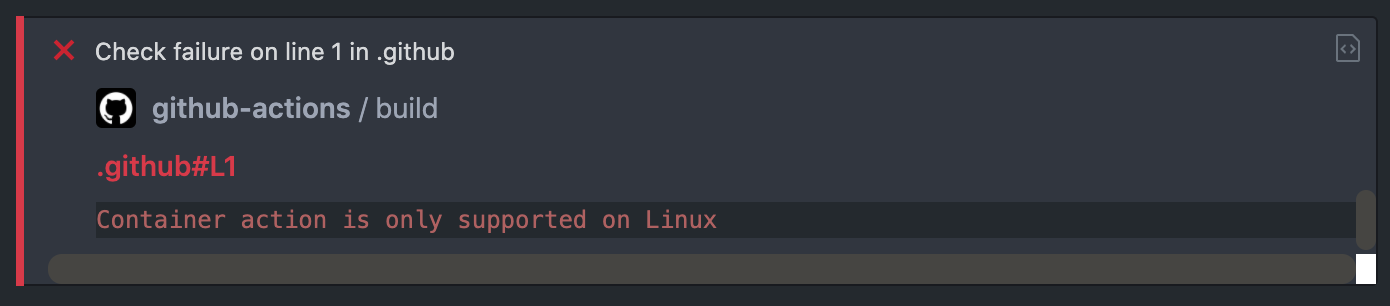 Check failure on line 1 in .github
github-actions / build
.github#L1
Container action is only supported on Linux